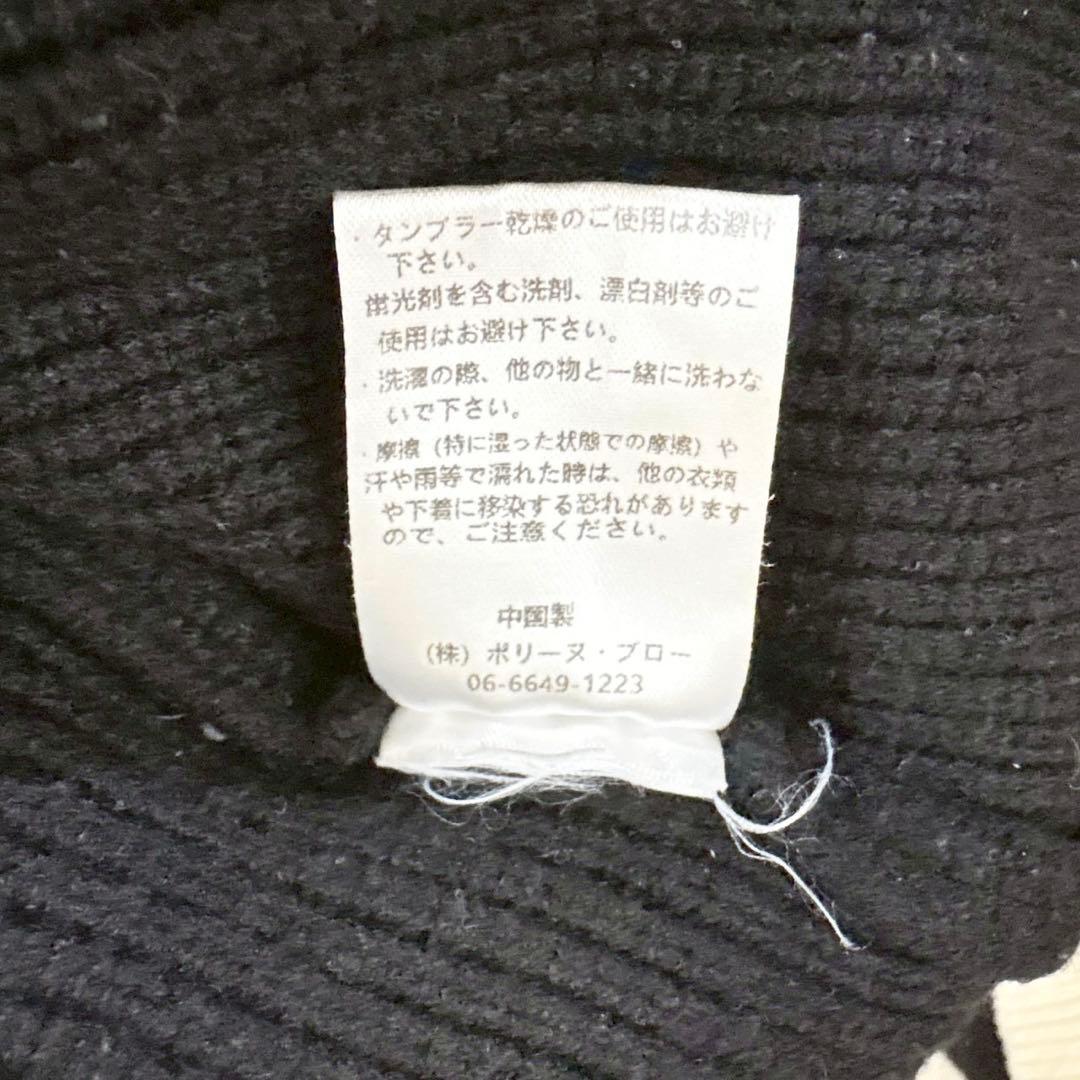 ・タンブラー乾燥のご使用はお避け
下さい。
蛍光剤を含む洗剤、漂白剤等のご
使用はお避け下さい。
・洗濯の際、他の物と一緒に洗わな
いで下さい。
・摩擦（特に湿った状態での摩擦）や
汗や雨等で濡れた時は、他の衣類
や下着に移染する恐れがあります
ので、ご注意ください。
中国製
（株）ポリーヌ・ブロー
06-6649-1223